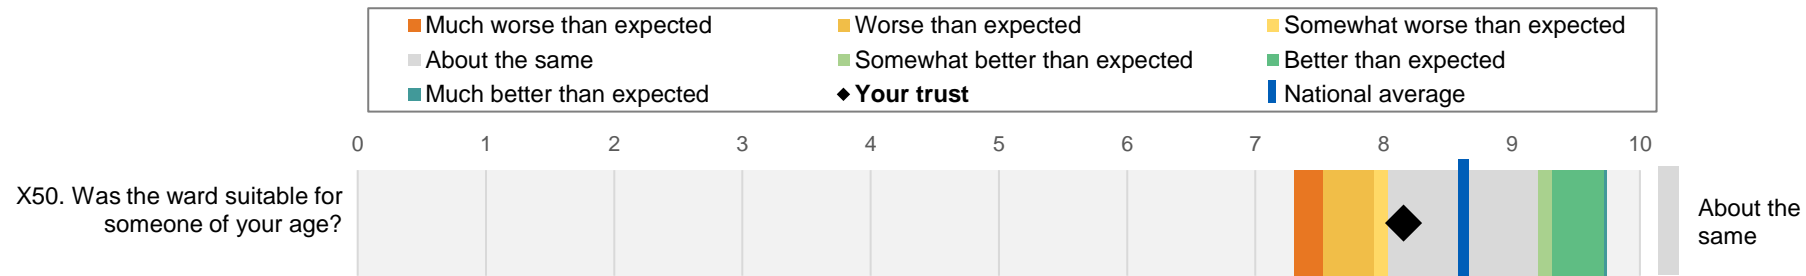 Much worse than expected Worse than expected Somewhat worse than expected
About the same Somewhat better than expected Better than expected
Much better than expected Your trust National average
0 1 2 3 4 5 6 7 8 9 10
X50. Was the ward suitable for
someone of your age?
About the
same